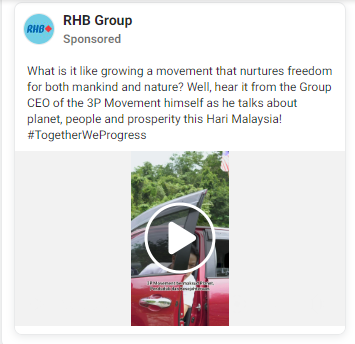 RHB
RHB Group
Sponsored
What is it like growing a movement that nurtures freedom
for both mankind and nature? Well, hear it from the Group
CEO of the 3P Movement himself as he talks about
planet, people and prosperity this Hari Malaysia!
#TogetherWeProgress
3P Movement